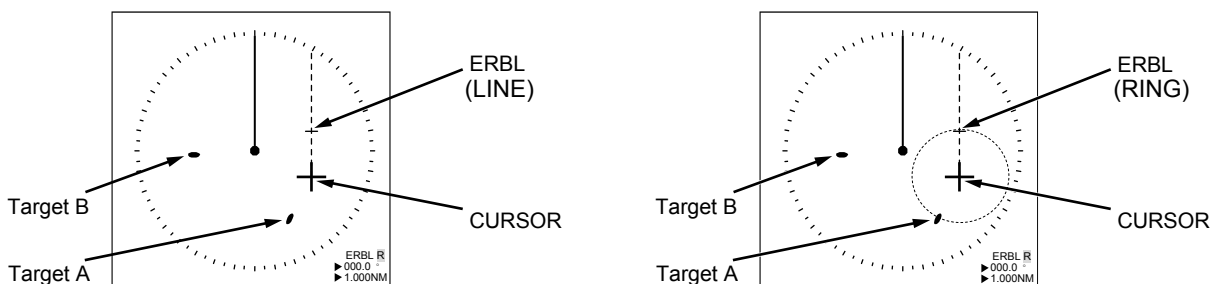 ERBL
(LINE)
Target B
CURSOR
Target A
ERBL R
▶000.0 °
▶1.000NM
ERBL
(RING)
Target B
CURSOR
Target A
ERBL R
▶000.0 °
▶1.000NM